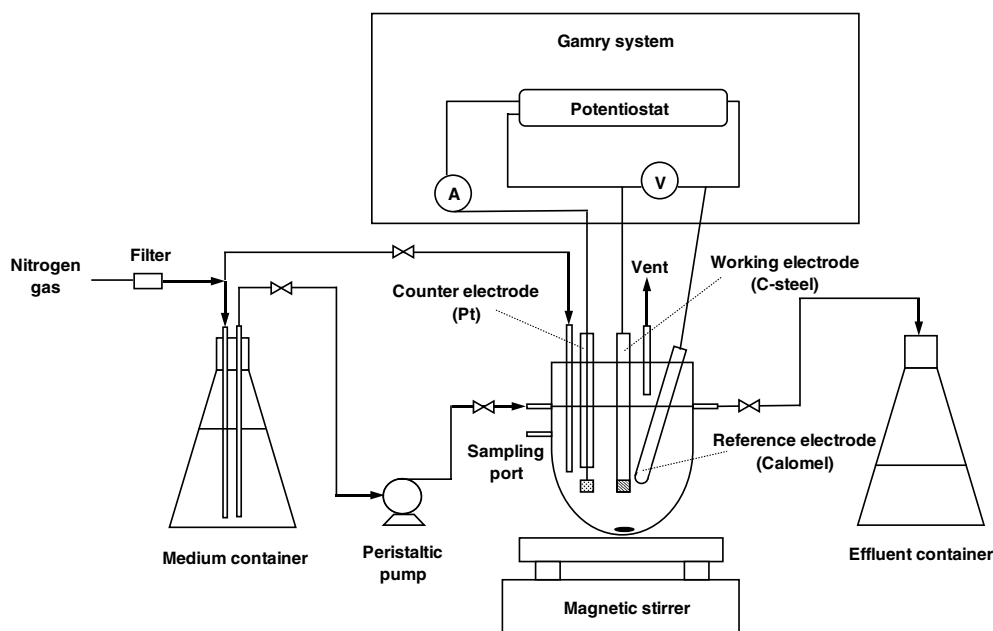 Gamry system
Potentiostat
A
V
Nitrogen
gas
Filter
Counter electrode
(Pt)
Vent
Working electrode
(C-steel)
Sampling
port
Reference electrode
(Calomel)
Medium container
Peristaltic
pump
Effluent container
Magnetic stirrer